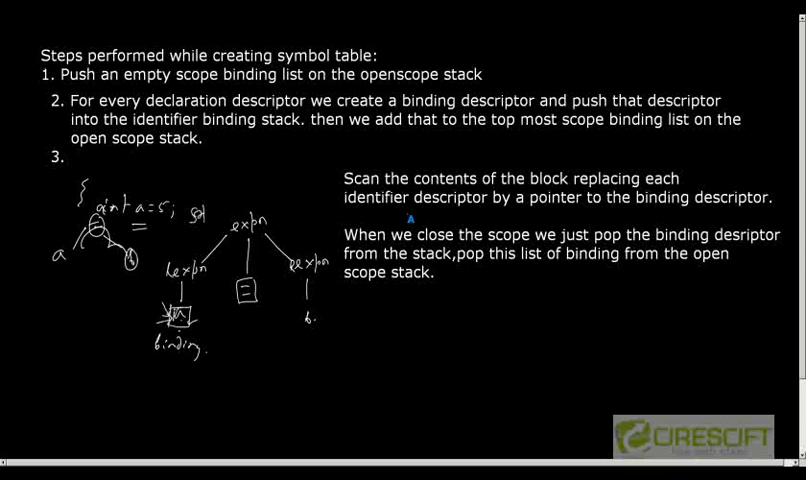 Steps performed while creating symbol table:
1. Push an empty scope binding list on the openscope stack
2. For every declaration descriptor we create a binding descriptor and push that descriptor
into the identifier binding stack. then we add that to the top most scope binding list on the
open scope stack.
3.
Scan the contents of the block replacing each
identifier descriptor by a pointer to the binding descriptor.
A
When we close the scope we just pop the binding desriptor
from the stack,pop this list of binding from the open
scope stack.
{
int a=5;
expn
=
a
lexpn
rexpn
=
b.
binding.
CIRESCIFT